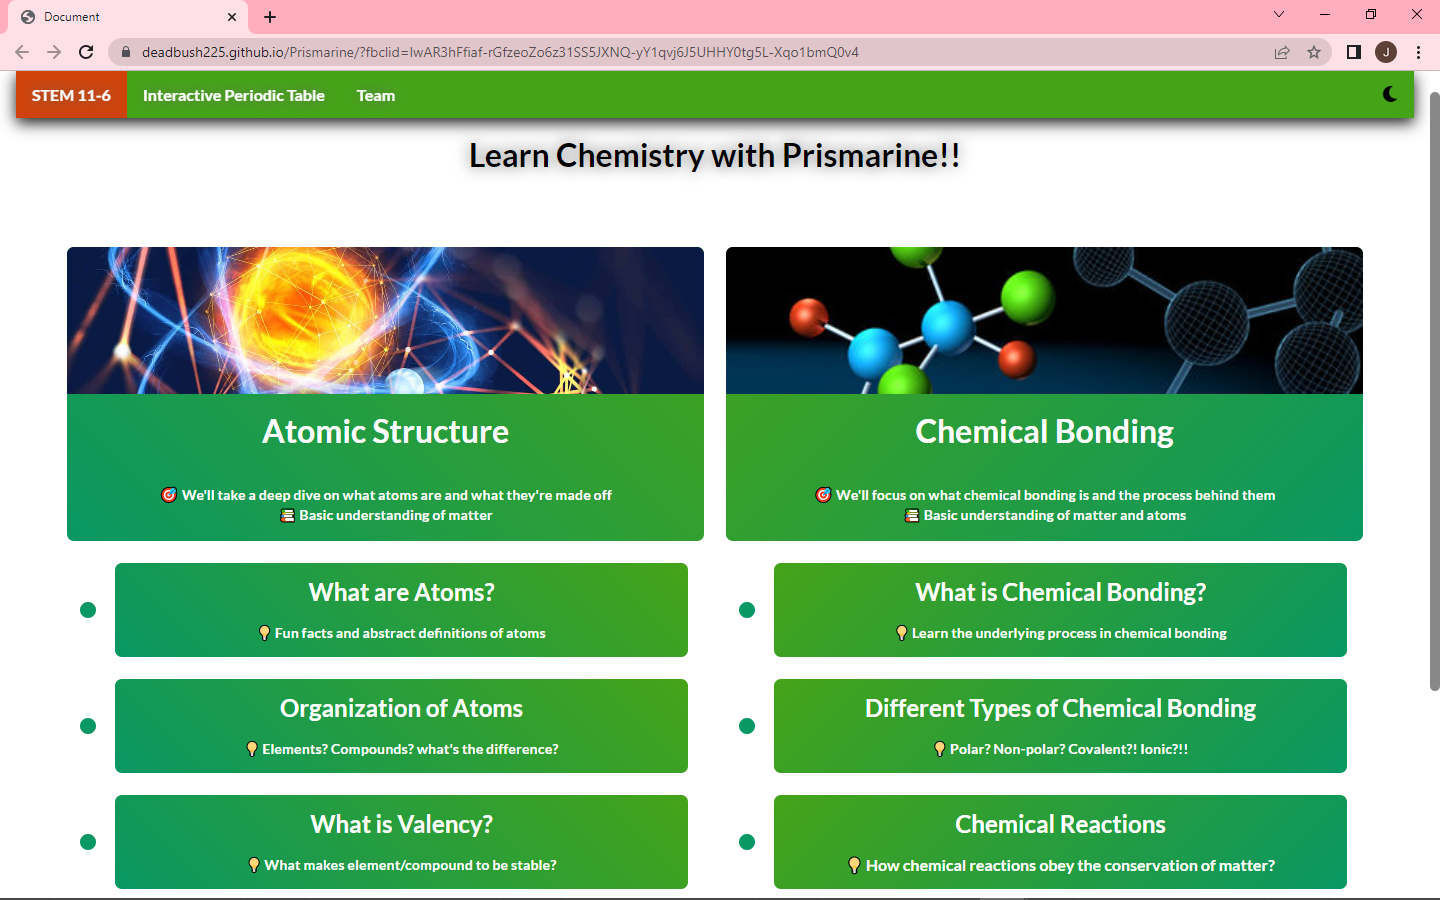 Document
deadbush225.github.io/Prismarine/?fbclid=IwAR3hFfiaf-rGfzeoZo6z31SS5JXNQ-yY1qvj6J5UHHY0tg5L-Xqo1bmQ0v4
J
STEM 11-6 Interactive Periodic Table Team
Learn Chemistry with Prismarine!!
Atomic Structure
🎯 We'll take a deep dive on what atoms are and what they're made off
📚 Basic understanding of matter
What are Atoms?
💡 Fun facts and abstract definitions of atoms
Organization of Atoms
💡 Elements? Compounds? what's the difference?
What is Valency?
💡 What makes element/compound to be stable?
Chemical Bonding
🎯 We'll focus on what chemical bonding is and the process behind them
📚 Basic understanding of matter and atoms
What is Chemical Bonding?
💡 Learn the underlying process in chemical bonding
Different Types of Chemical Bonding
💡 Polar? Non-polar? Covalent?! Ionic?!!
Chemical Reactions
💡 How chemical reactions obey the conservation of matter?